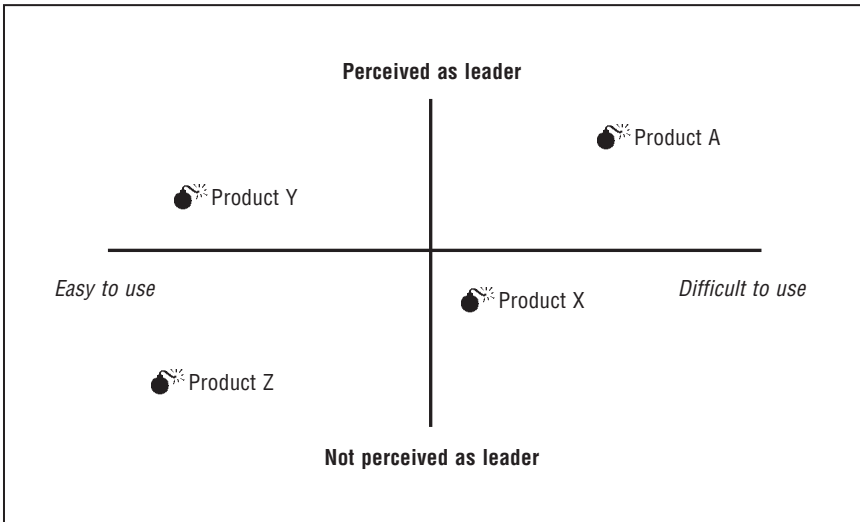 Perceived as leader
Product A
Product Y
Easy to use
Difficult to use
Product X
Product Z
Not perceived as leader